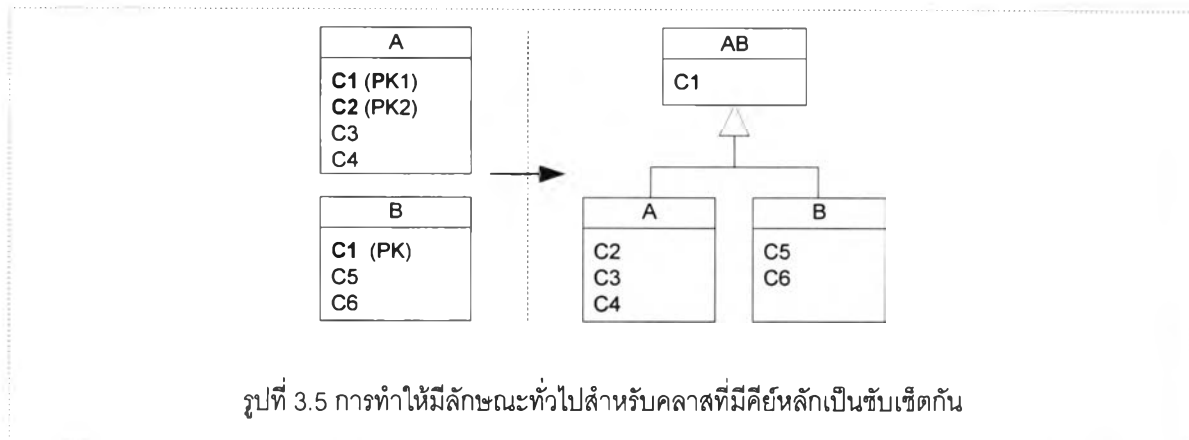 A
C1 (PK1)
C2 (PK2)
C3
C4
B
C1 (PK)
C5
C6
AB
C1
A
C2
C3
C4
B
C5
C6
รูปที่ 3.5 การทำให้มีลักษณะทั่วไปสำหรับคลาสที่มีคีย์หลักเป็นซับเซ็ตกัน